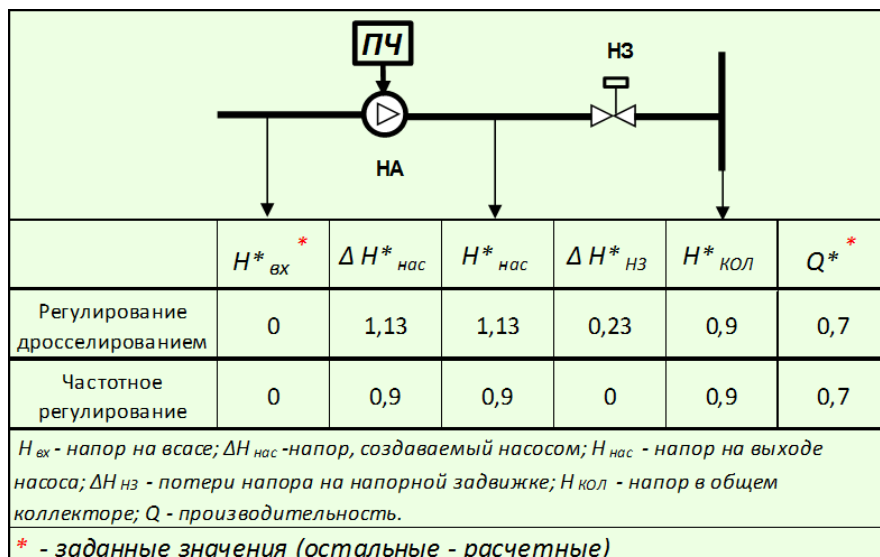 ПЧ
НЗ
НА
H*вх * Δ H*нас H*нас Δ H*НЗ H*КОЛ Q* *
Регулирование
дросселированием 0 1,13 1,13 0,23 0,9 0,7
Частотное
регулирование 0 0,9 0,9 0 0,9 0,7
H вх - напор на всасе; ΔH нас -напор, создаваемый насосом; H нас - напор на выходе
насоса; ΔH НЗ - потери напора на напорной задвижке; H КОЛ - напор в общем
коллекторе; Q - производительность.
* - заданные значения (остальные - расчетные)